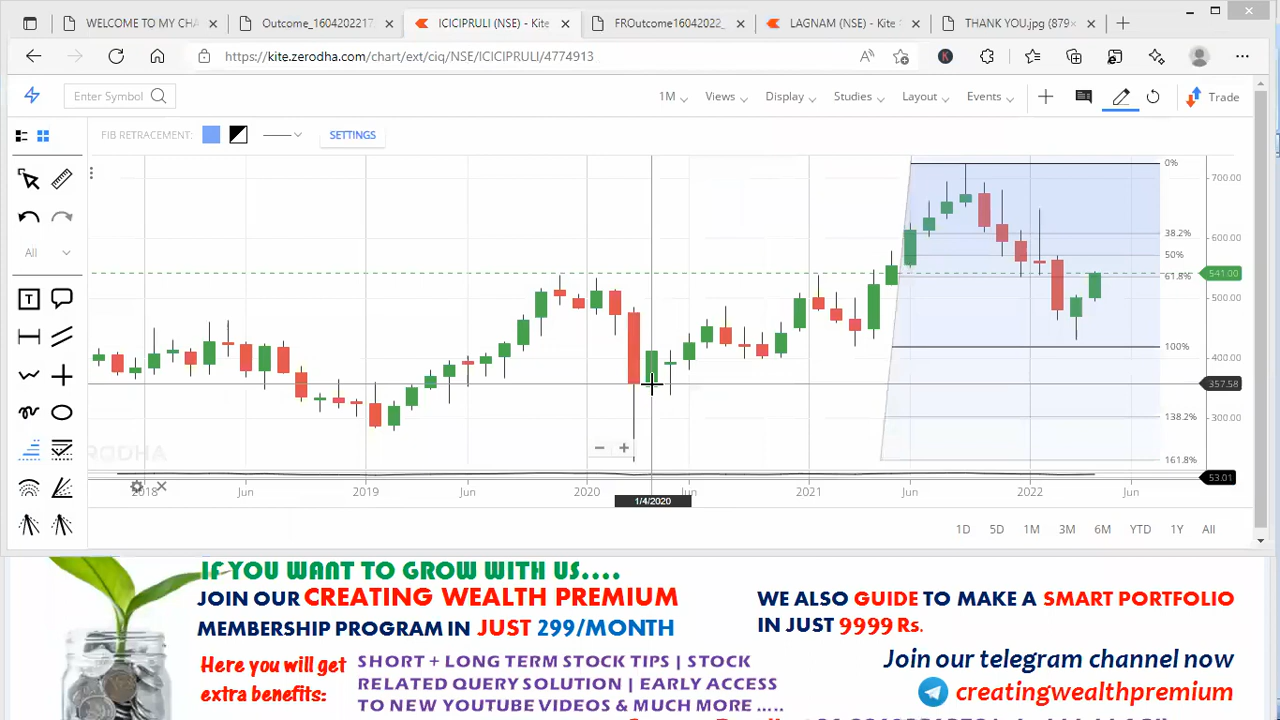 WELCOME TO MY CHA
Outcome_1604202217
ICICIPRULI (NSE) - Kite
FROutcome16042022_
LAGNAM (NSE) - Kite
THANK YOU.jpg (879×
https://kite.zerodha.com/chart/ext/ciq/NSE/ICICIPRULI/4774913
Enter Symbol
1M
Views
Display
Studies
Layout
Events
Trade
FIB RETRACEMENT:
SETTINGS
All
0%
38.2%
50%
61.8%
100%
138.2%
161.8%
700.00
600.00
541.00
500.00
400.00
357.58
300.00
53.01
RODHA
2018
Jun
2019
Jun
2020
Jun
2021
Jun
2022
Jun
1/4/2020
1D
5D
1M
3M
6M
YTD
1Y
All
IF YOU WANT TO GROW WITH US....
JOIN OUR CREATING WEALTH PREMIUM
MEMBERSHIP PROGRAM IN JUST 299/MONTH
Here you will get
extra benefits:
SHORT + LONG TERM STOCK TIPS | STOCK
RELATED QUERY SOLUTION | EARLY ACCESS
TO NEW YOUTUBE VIDEOS & MUCH MORE .....
WE ALSO GUIDE TO MAKE A SMART PORTFOLIO
IN JUST 9999 Rs.
Join our telegram channel now
creatingwealthpremium